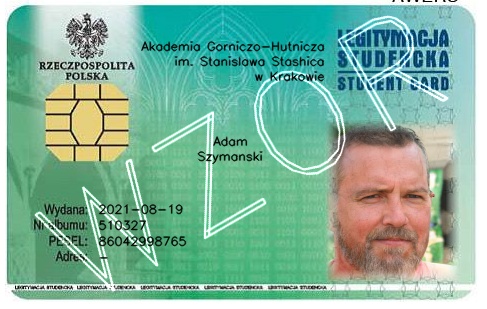 AWERS
RZECZPOSPOLITA
POLSKA
Akademia Gorniczo-Hutnicza
im. Stanislawa Stashica
w Krakowie
LEGITYMACJA
STUDENCKA
STUDENT CARD
Adam
Szymanski
WZÓR
Wydana: 2021-08-19
Nr albumu: 510327
PESEL: 86042998765
Adres: –
LEGITYMACJA STUDENCKA LEGITYMACJA STUDENCKA LEGITYMACJA STUDENCKA LEGITYMACJA STUDENCKA LEGITYMACJA STUDENCKA